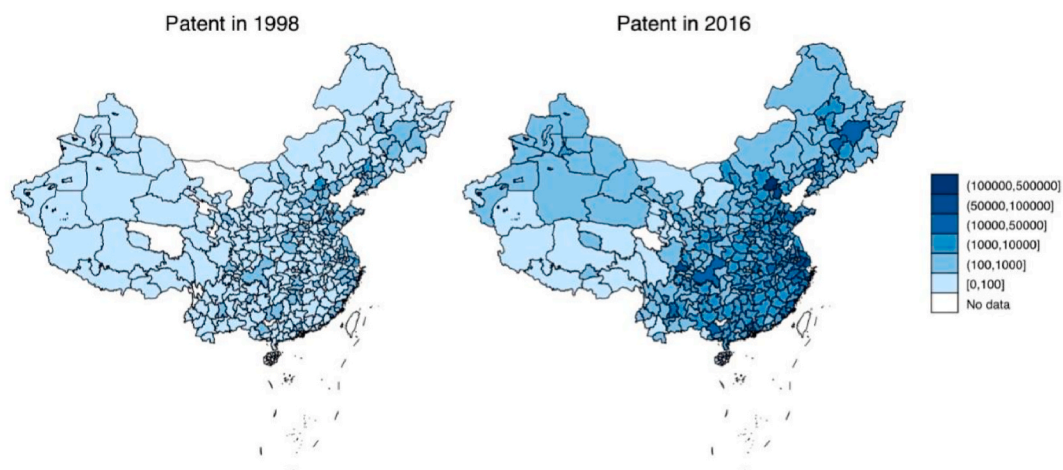 Patent in 1998
Patent in 2016
(100000,500000]
(50000,100000]
(10000,50000]
(1000,10000]
(100,1000]
[0,100]
No data